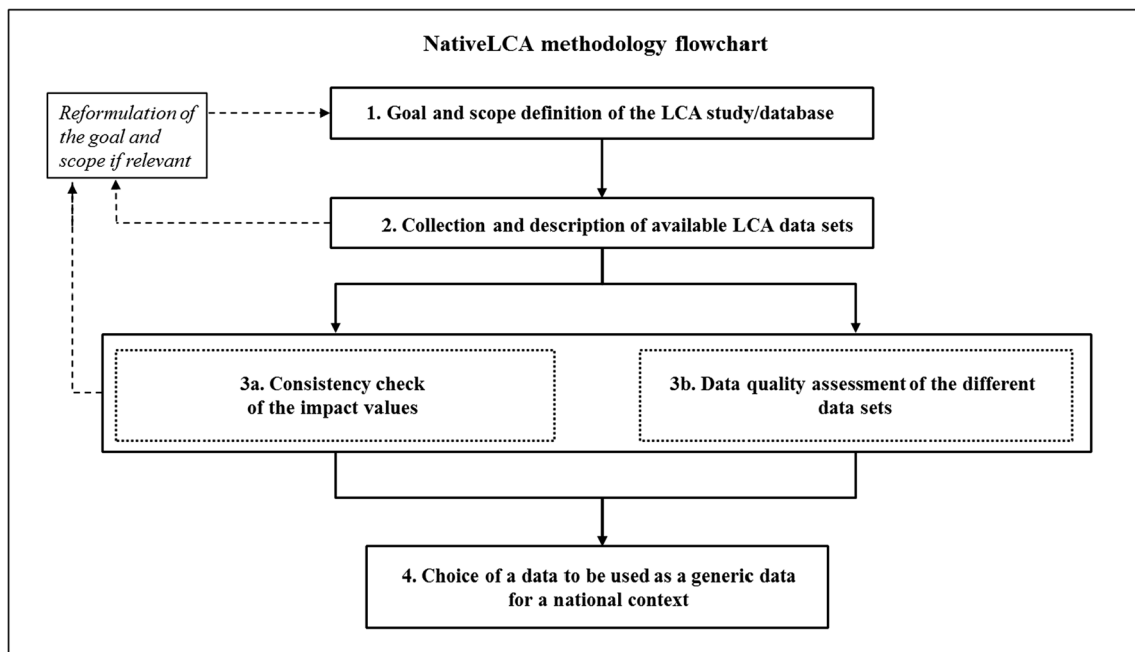 NativeLCA methodology flowchart
Reformulation of
the goal and
scope if relevant
1. Goal and scope definition of the LCA study/database
2. Collection and description of available LCA data sets
3a. Consistency check
of the impact values
3b. Data quality assessment of the different
data sets
4. Choice of a data to be used as a generic data
for a national context